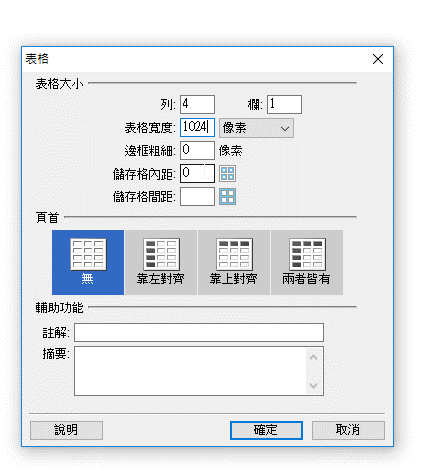 表格
表格大小
列: 4 欄: 1
表格寬度: 1024 像素
邊框粗細: 0 像素
儲存格內距: 0
儲存格間距:
頁首
無 靠左對齊 靠上對齊 兩者皆有
輔助功能
註解:
摘要:
說明 確定 取消